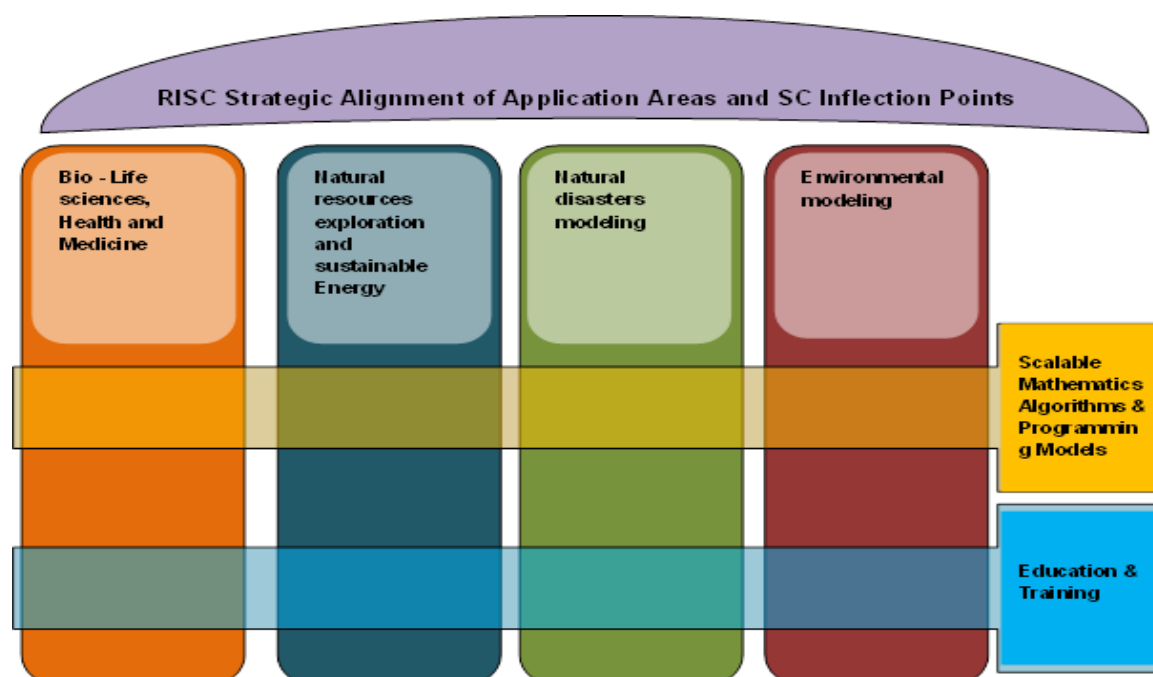 RISC Strategic Alignment of Application Areas and SC Inflection Points
Bio - Life
sciences,
Health and
Medicine
Natural
resources
exploration
and
sustainable
Energy
Natural
disasters
modeling
Environmental
modeling
Scalable
Mathematics
Algorithms &
Programmin
g Models
Education &
Training